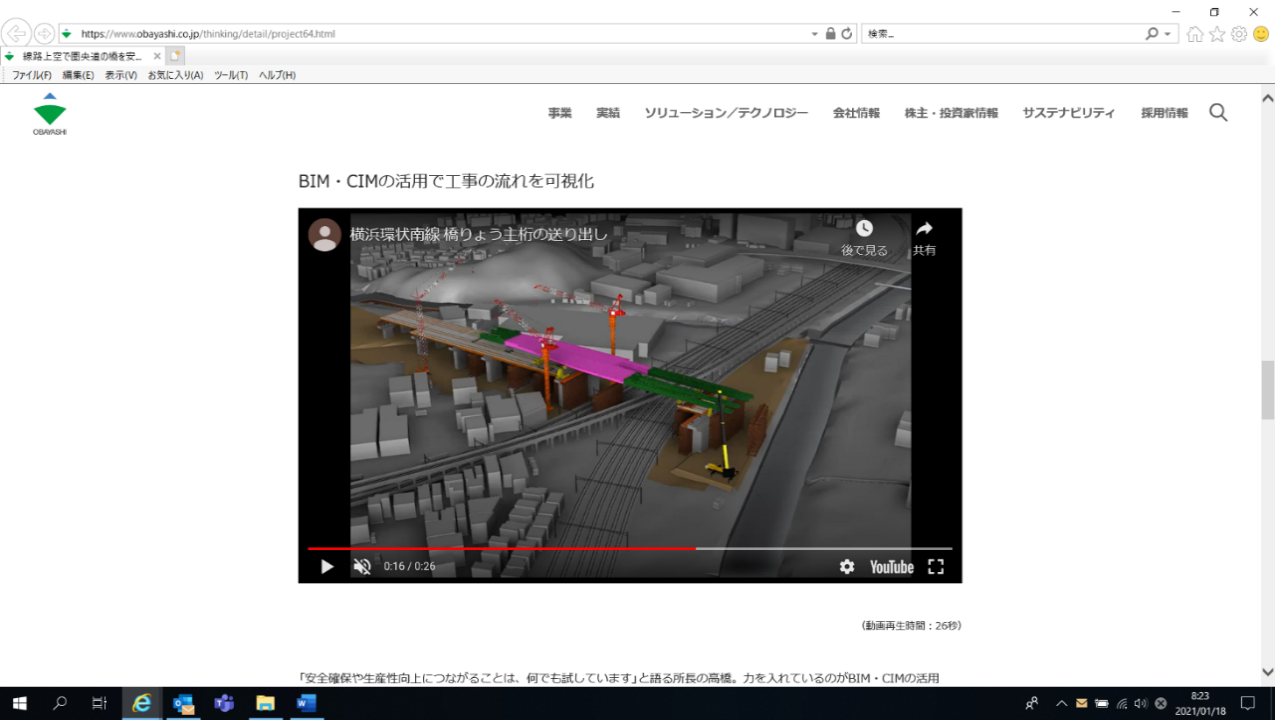 https://www.obayashi.co.jp/thinking/detail/project64.html
検索...
線路上空で圏央道の橋を安...
ファイル(F) 編集(E) 表示(V) お気に入り(A) ツール(T) ヘルプ(H)
OBAYASHI
事業 実績 ソリューション／テクノロジー 会社情報 株主・投資家情報 サステナビリティ 採用情報
BIM・CIMの活用で工事の流れを可視化
横浜環状南線 橋りょう主桁の送り出し
後で見る 共有
0:16 / 0:26
YouTube
（動画再生時間：26秒）
「安全確保や生産性向上につながることは、何でも試しています」と語る所長の高橋。力を入れているのがBIM・CIMの活用
8:23
2021/01/18